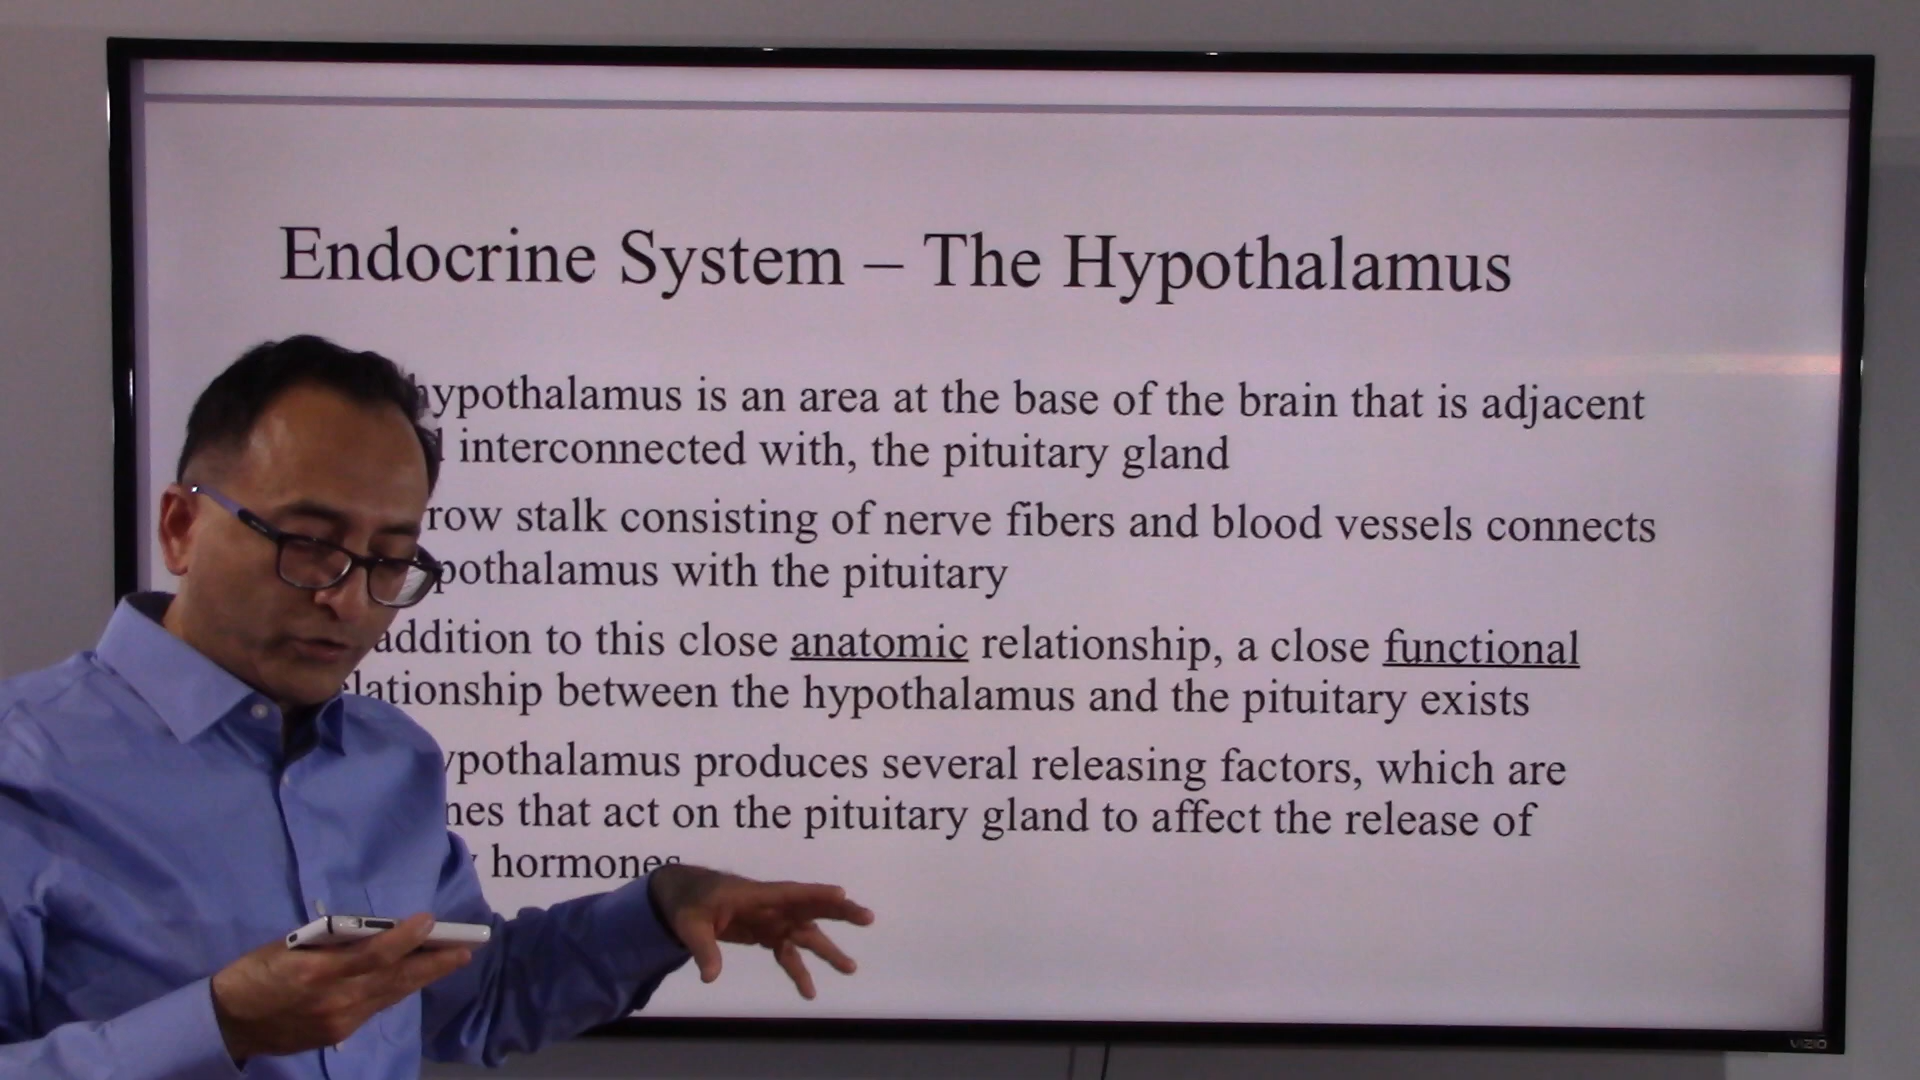 Endocrine System – The Hypothalamus
hypothalamus is an area at the base of the brain that is adjacent
interconnected with, the pituitary gland
row stalk consisting of nerve fibers and blood vessels connects
pothalamus with the pituitary
addition to this close anatomic relationship, a close functional
lationship between the hypothalamus and the pituitary exists
ypothalamus produces several releasing factors, which are
nes that act on the pituitary gland to affect the release of
hormones
VIZIO